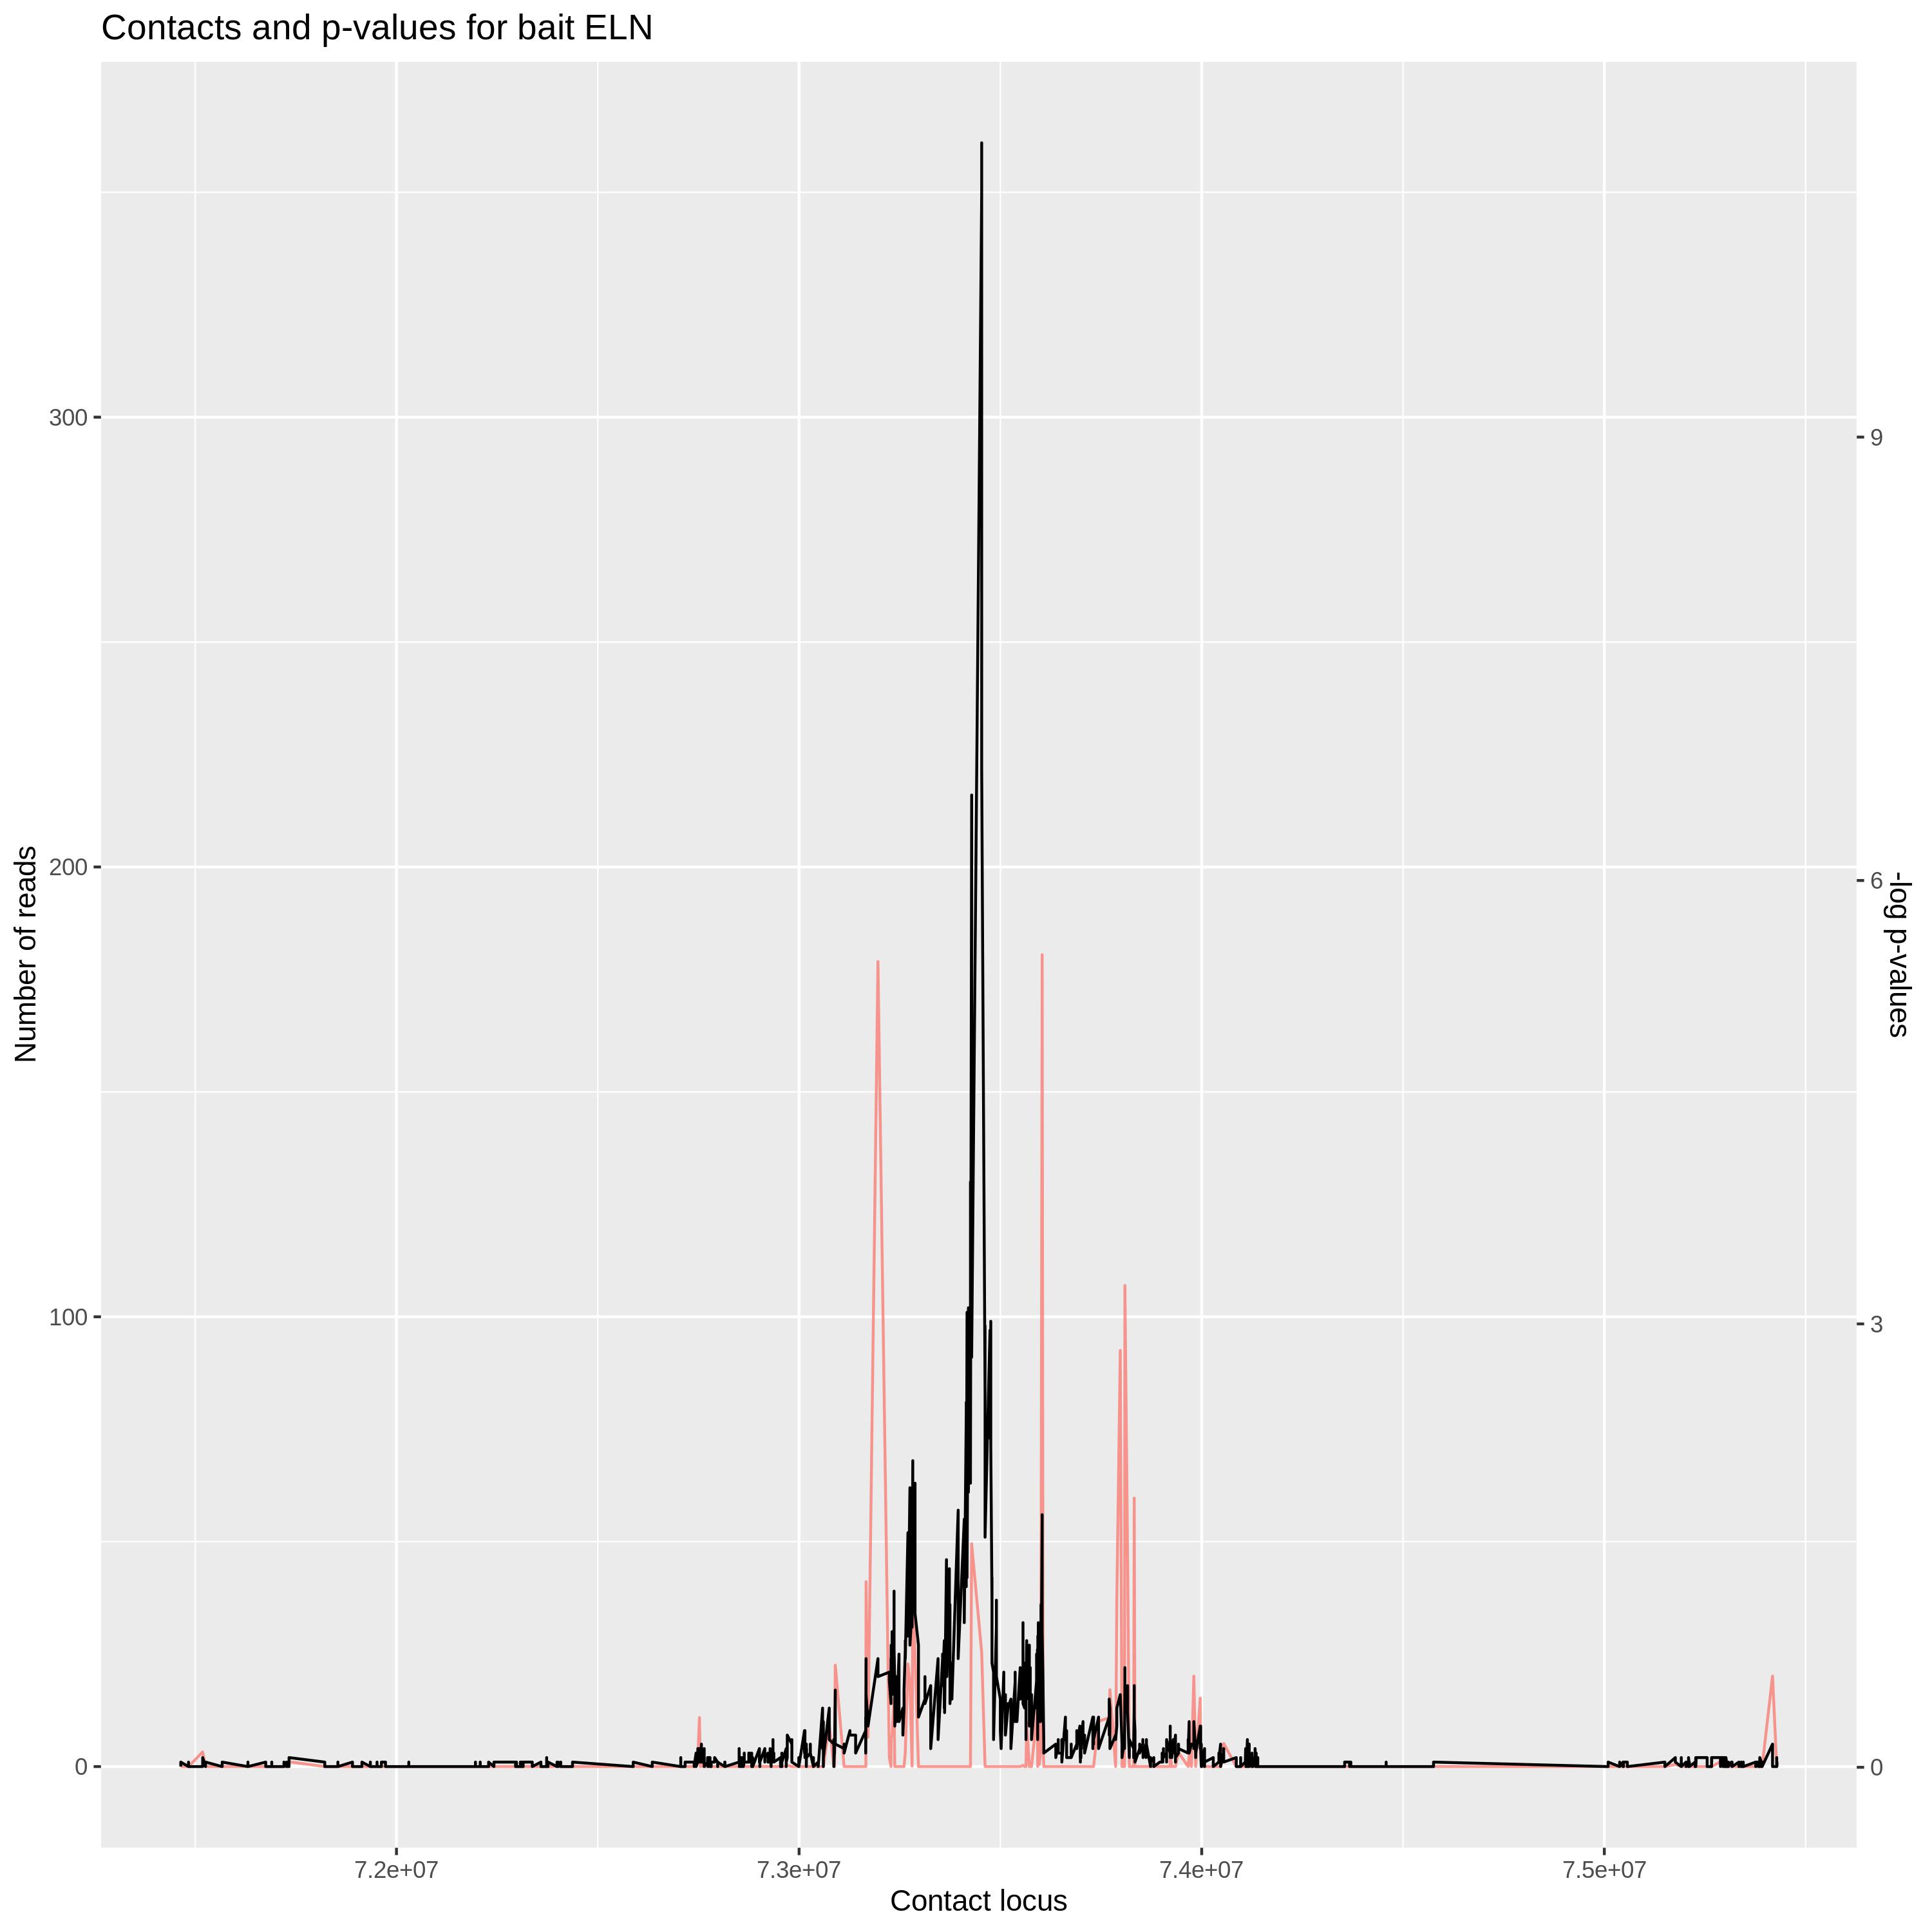 Contacts and p-values for bait ELN
Number of reads
300
200
100
0
9
6
3
0
-log p-values
7.2e+07
7.3e+07
7.4e+07
7.5e+07
Contact locus